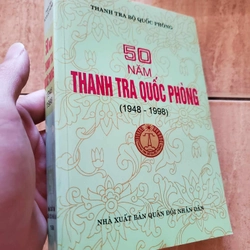 THANH TRA BỘ QUỐC PHÒNG
50
NĂM
THANH TRA QUỐC PHÒNG
(1948 - 1998)
NHÀ XUẤT BẢN QUÂN ĐỘI NHÂN DÂN